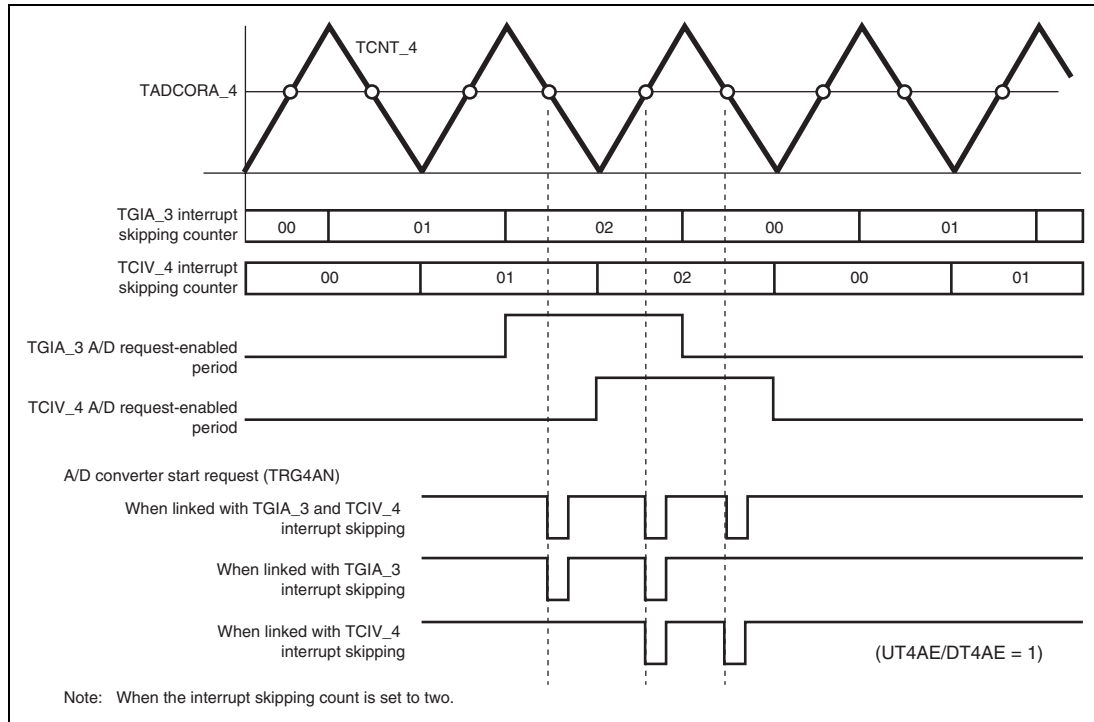 TCNT_4
TADCORA_4
TGIA_3 interrupt
skipping counter
00 01 02 00 01
TCIV_4 interrupt
skipping counter
00 01 02 00 01
TGIA_3 A/D request-enabled
period
TCIV_4 A/D request-enabled
period
A/D converter start request (TRG4AN)
When linked with TGIA_3 and TCIV_4
interrupt skipping
When linked with TGIA_3
interrupt skipping
When linked with TCIV_4
interrupt skipping
(UT4AE/DT4AE = 1)
Note: When the interrupt skipping count is set to two.